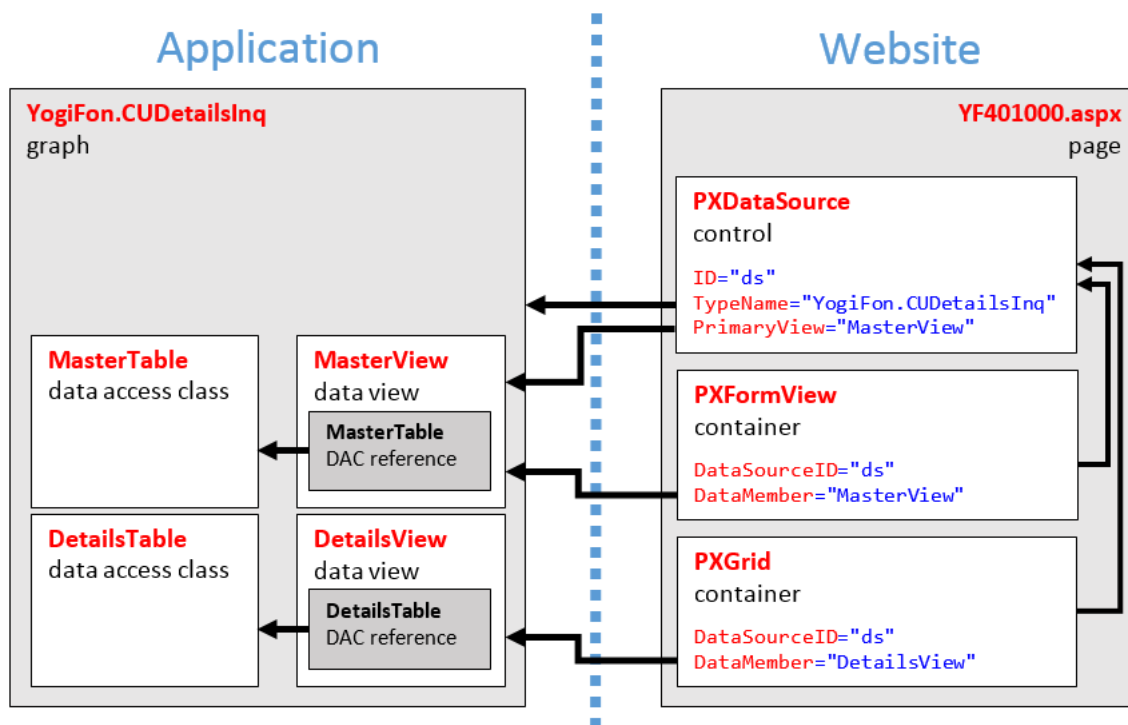 Application
Website
YogiFon.CUDetailsInq
graph
MasterTable
data access class
MasterView
data view
MasterTable
DAC reference
DetailsTable
data access class
DetailsView
data view
DetailsTable
DAC reference
YF401000.aspx
page
PXDataSource
control
ID="ds"
TypeName="YogiFon.CUDetailsInq"
PrimaryView="MasterView"
PXFormView
container
DataSourceID="ds"
DataMember="MasterView"
PXGrid
container
DataSourceID="ds"
DataMember="DetailsView"